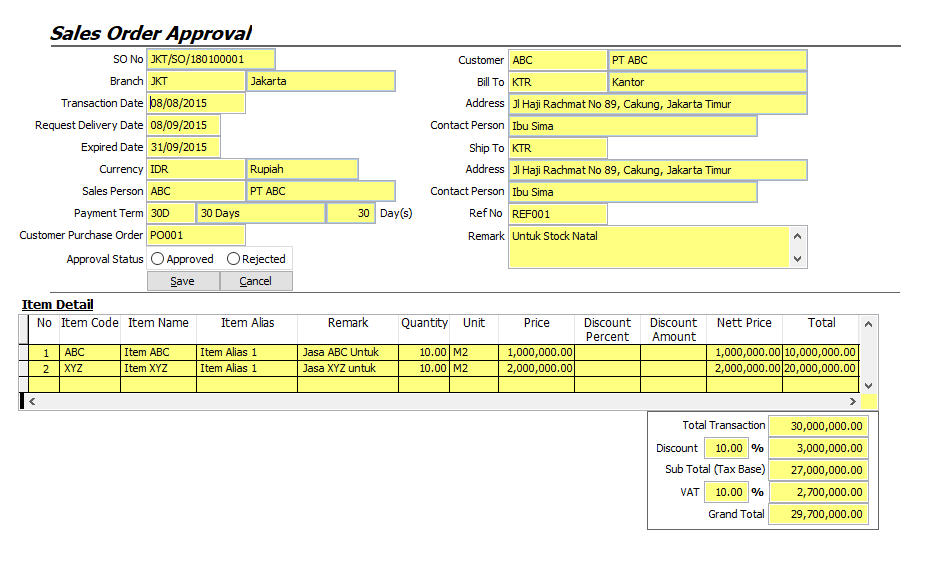 Sales Order Approval
SO No JKT/SO/180100001
Branch JKT Jakarta
Transaction Date 08/08/2015
Request Delivery Date 08/09/2015
Expired Date 31/09/2015
Currency IDR Rupiah
Sales Person ABC PT ABC
Payment Term 30D 30 Days 30 Day(s)
Customer Purchase Order PO001
Approval Status Approved Rejected
Save Cancel
Customer ABC PT ABC
Bill To KTR Kantor
Address Jl Haji Rachmat No 89, Cakung, Jakarta Timur
Contact Person Ibu Sima
Ship To KTR
Address Jl Haji Rachmat No 89, Cakung, Jakarta Timur
Contact Person Ibu Sima
Ref No REF001
Remark Untuk Stock Natal
Item Detail
No Item Code Item Name Item Alias Remark Quantity Unit Price Discount Percent Discount Amount Nett Price Total
1 ABC Item ABC Item Alias 1 Jasa ABC Untuk 10.00 M2 1,000,000.00 1,000,000.00 10,000,000.00
2 XYZ Item XYZ Item Alias 1 Jasa XYZ untuk 10.00 M2 2,000,000.00 2,000,000.00 20,000,000.00
Total Transaction 30,000,000.00
Discount 10.00 % 3,000,000.00
Sub Total (Tax Base) 27,000,000.00
VAT 10.00 % 2,700,000.00
Grand Total 29,700,000.00